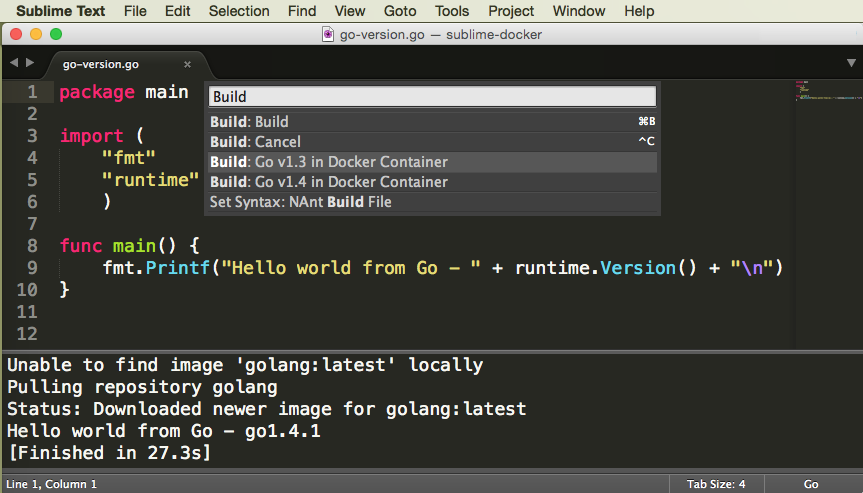 Sublime Text File Edit Selection Find View Goto Tools Project Window Help
go-version.go — sublime-docker
go-version.go ×
Build
Build: Build ⌘B
Build: Cancel ^C
Build: Go v1.3 in Docker Container
Build: Go v1.4 in Docker Container
Set Syntax: NAnt Build File
1 package main
2
3 import (
4 "fmt"
5 "runtime"
6 )
7
8 func main() {
9 fmt.Printf("Hello world from Go - " + runtime.Version() + "\n")
10 }
11
12
Unable to find image 'golang:latest' locally
Pulling repository golang
Status: Downloaded newer image for golang:latest
Hello world from Go - go1.4.1
[Finished in 27.3s]
Line 1, Column 1 Tab Size: 4 Go